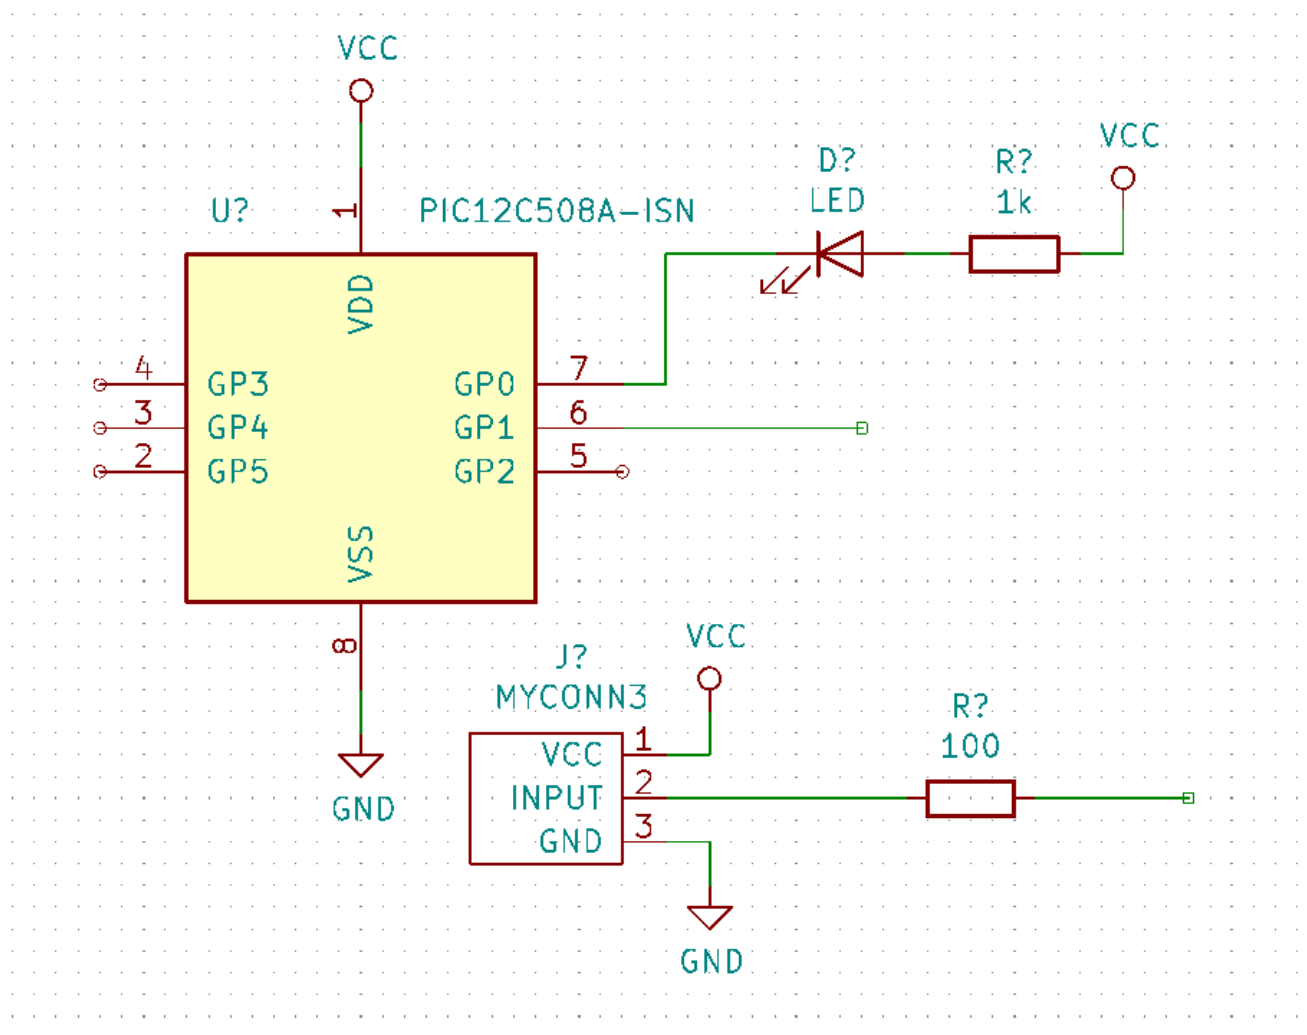 VCC
VCC
D?
R?
LED
1k
U?
1
PIC12C508A-ISN
VDD
4
7
GP3
GP0
3
6
GP4
GP1
2
5
GP5
GP2
VSS
8
VCC
J?
MYCONN3
R?
1
VCC
100
2
INPUT
GND
3
GND
GND